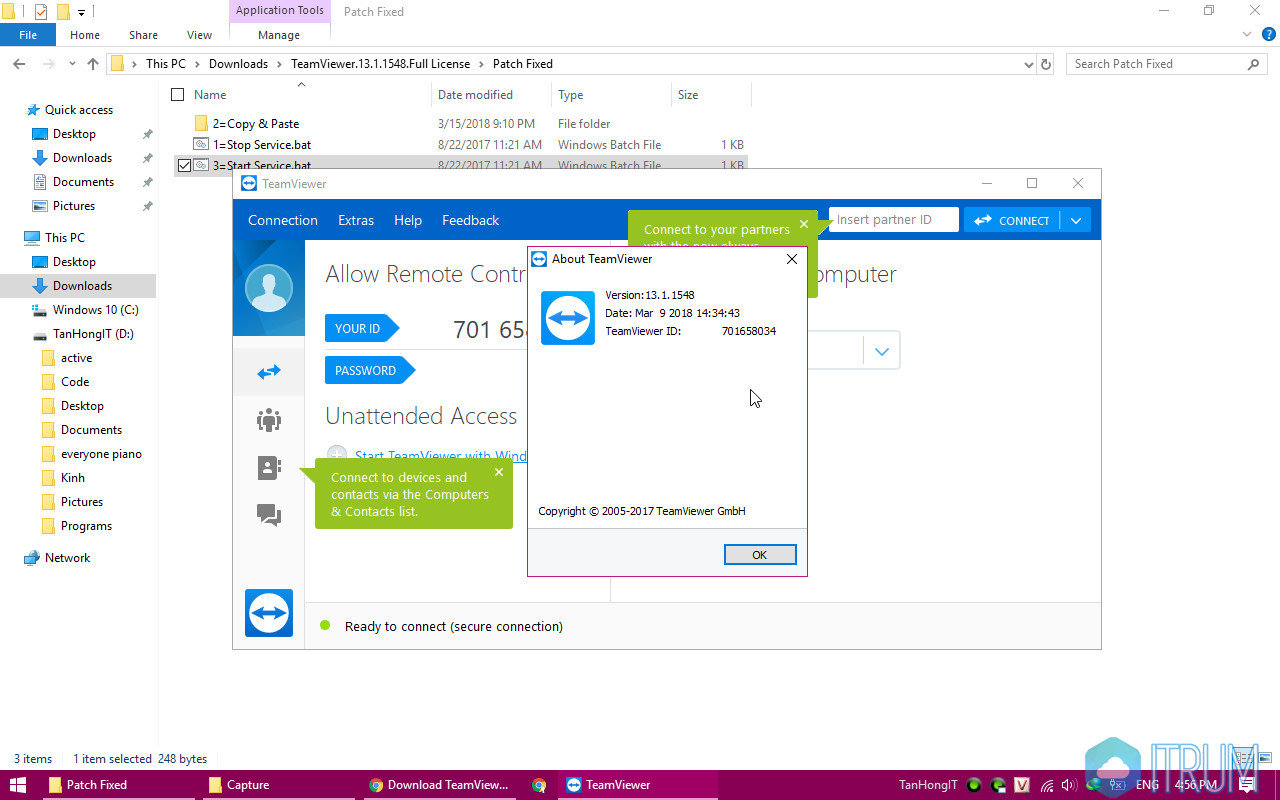 Application Tools
Patch Fixed
File
Home
Share
View
Manage
This PC
Downloads
TeamViewer.13.1.1548.Full License
Patch Fixed
Search Patch Fixed
Name
Date modified
Type
Size
2=Copy & Paste
3/15/2018 9:10 PM
File folder
1=Stop Service.bat
8/22/2017 11:21 AM
Windows Batch File
1 KB
3=Start Service.bat
8/22/2017 11:21 AM
Windows Batch File
1 KB
Quick access
Desktop
Downloads
Documents
Pictures
This PC
Desktop
Downloads
Windows 10 (C:)
TanHongIT (D:)
active
Code
Desktop
Documents
everyone piano
Kinh
Pictures
Programs
Network
TeamViewer
Connection
Extras
Help
Feedback
Insert partner ID
CONNECT
Connect to your partners
with the new always
Allow Remote Contr
omputer
YOUR ID
701 658
PASSWORD
Unattended Access
Start TeamViewer with Wind
Connect to devices and
contacts via the Computers
& Contacts list.
About TeamViewer
Version:13.1.1548
Date: Mar 9 2018 14:34:43
TeamViewer ID: 701658034
Copyright © 2005-2017 TeamViewer GmbH
OK
Ready to connect (secure connection)
3 items
1 item selected 248 bytes
ITRUM
Patch Fixed
Capture
Download TeamView...
TeamViewer
TanHongIT
V
ENG
4:56 PM